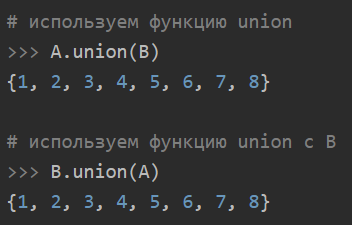 # используем функцию union
>>> A.union(B)
{1, 2, 3, 4, 5, 6, 7, 8}
# используем функцию union с B
>>> B.union(A)
{1, 2, 3, 4, 5, 6, 7, 8}